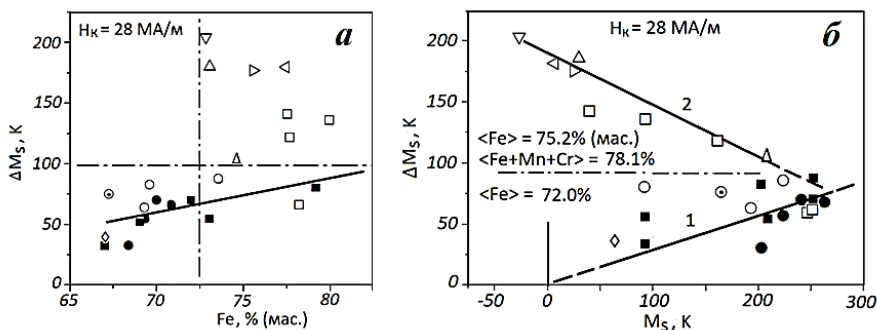 Hк = 28 МА/м
а
ΔMs, K
200
150
100
50
0
65
70
75
80
Fe, % (мас.)
Hк = 28 МА/м
б
ΔMs, K
200
150
100
50
0
2
<Fe> = 75.2% (мас.)
<Fe+Mn+Cr> = 78.1%
<Fe> = 72.0%
1
-50
0
50
100
150
200
250
300
Ms, K